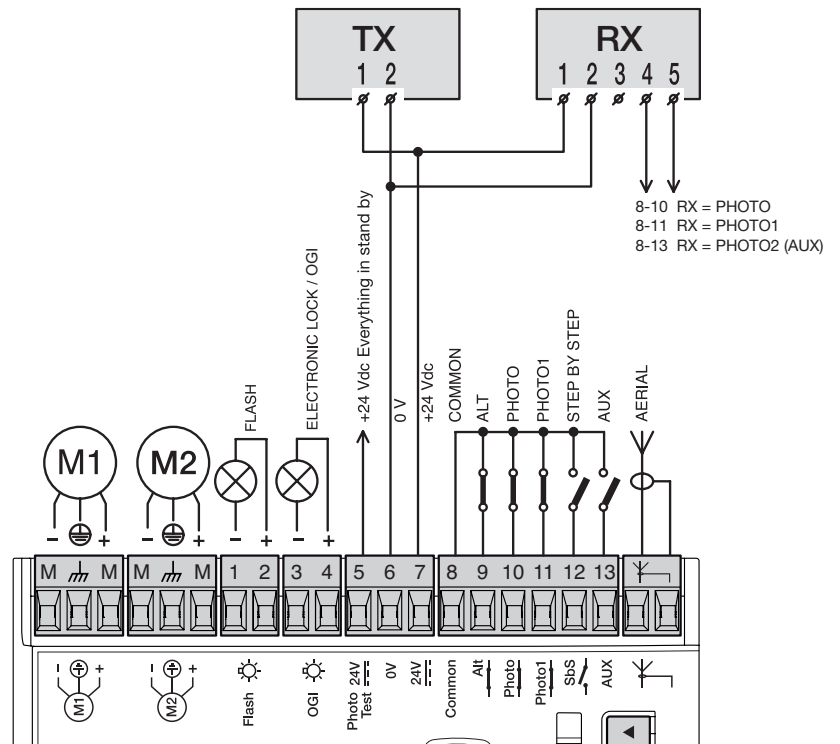 TX
1 2
RX
1 2 3 4 5
8-10 RX = PHOTO
8-11 RX = PHOTO1
8-13 RX = PHOTO2 (AUX)
FLASH
ELECTRONIC LOCK / OGI
+24 Vdc Everything in stand by
0 V
+24 Vdc
COMMON
ALT
PHOTO
PHOTO1
STEP BY STEP
AUX
AERIAL
M1
M2
- +
- +
- +
- +
M M M M 1 2 3 4 5 6 7 8 9 10 11 12 13
- +
M1
- +
M2
Flash
OGI
Photo 24V
Test
0V
24V
Common
Alt
Photo
Photo1
SbS
AUX